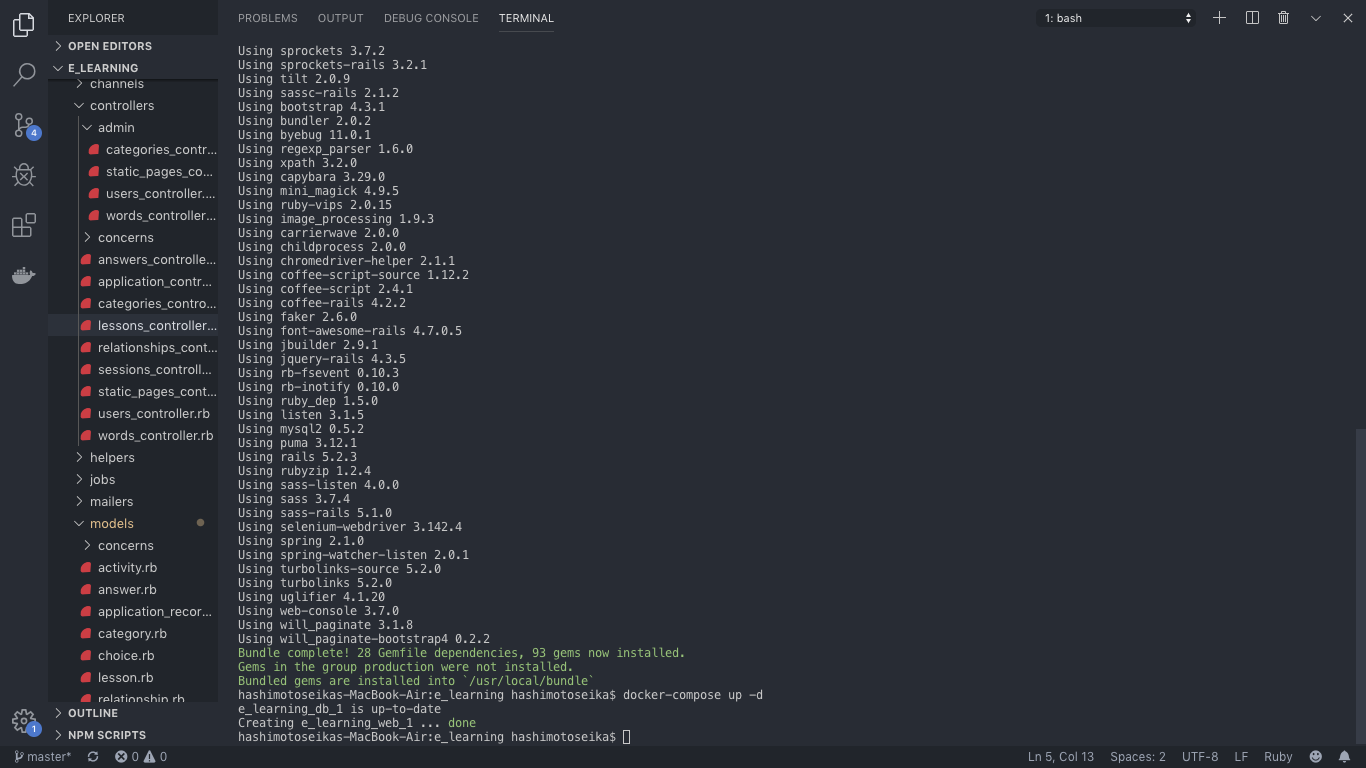 EXPLORER
OPEN EDITORS
E_LEARNING
channels
controllers
admin
categories_contr...
static_pages_co...
users_controller....
words_controller...
concerns
answers_controlle...
application_contr...
categories_contro...
lessons_controller...
relationships_cont...
sessions_controll...
static_pages_cont...
users_controller.rb
words_controller.rb
helpers
jobs
mailers
models
concerns
activity.rb
answer.rb
application_recor...
category.rb
choice.rb
lesson.rb
relationship.rb
OUTLINE
NPM SCRIPTS
4
1
PROBLEMS OUTPUT DEBUG CONSOLE TERMINAL
1: bash
Using sprockets 3.7.2
Using sprockets-rails 3.2.1
Using tilt 2.0.9
Using sassc-rails 2.1.2
Using bootstrap 4.3.1
Using bundler 2.0.2
Using byebug 11.0.1
Using regexp_parser 1.6.0
Using xpath 3.2.0
Using capybara 3.29.0
Using mini_magick 4.9.5
Using ruby-vips 2.0.15
Using image_processing 1.9.3
Using carrierwave 2.0.0
Using childprocess 2.0.0
Using chromedriver-helper 2.1.1
Using coffee-script-source 1.12.2
Using coffee-script 2.4.1
Using coffee-rails 4.2.2
Using faker 2.6.0
Using font-awesome-rails 4.7.0.5
Using jbuilder 2.9.1
Using jquery-rails 4.3.5
Using rb-fsevent 0.10.3
Using rb-inotify 0.10.0
Using ruby_dep 1.5.0
Using listen 3.1.5
Using mysql2 0.5.2
Using puma 3.12.1
Using rails 5.2.3
Using rubyzip 1.2.4
Using sass-listen 4.0.0
Using sass 3.7.4
Using sass-rails 5.1.0
Using selenium-webdriver 3.142.4
Using spring 2.1.0
Using spring-watcher-listen 2.0.1
Using turbolinks-source 5.2.0
Using turbolinks 5.2.0
Using uglifier 4.1.20
Using web-console 3.7.0
Using will_paginate 3.1.8
Using will_paginate-bootstrap4 0.2.2
Bundle complete! 28 Gemfile dependencies, 93 gems now installed.
Gems in the group production were not installed.
Bundled gems are installed into `/usr/local/bundle`
hashimotoseikas-MacBook-Air:e_learning hashimotoseika$ docker-compose up -d
e_learning_db_1 is up-to-date
Creating e_learning_web_1 ... done
hashimotoseikas-MacBook-Air:e_learning hashimotoseika$
master* 0 0 Ln 5, Col 13 Spaces: 2 UTF-8 LF Ruby